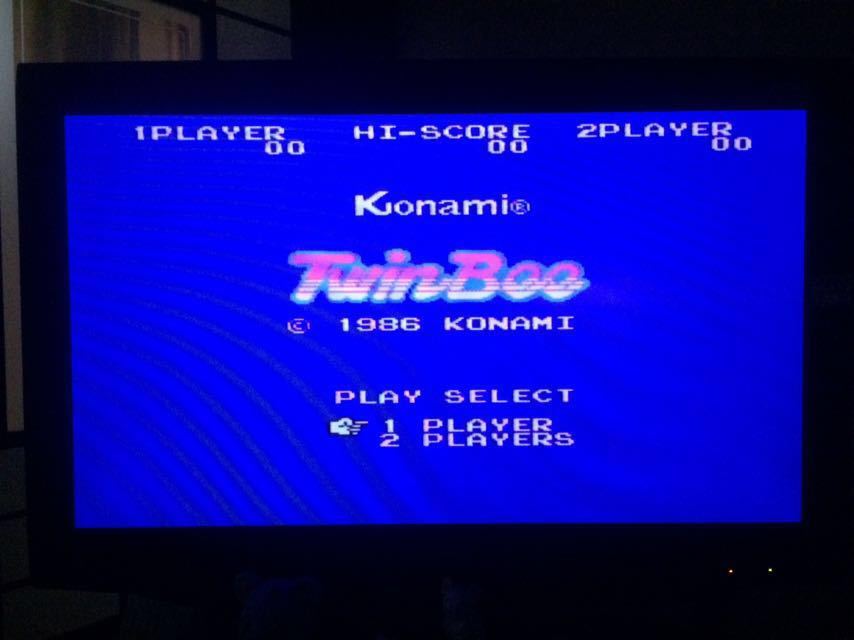 1PLAYER HI-SCORE 2PLAYER
00 00 00
Konami®
TwinBee
© 1986 KONAMI
PLAY SELECT
1 PLAYER
2 PLAYERS